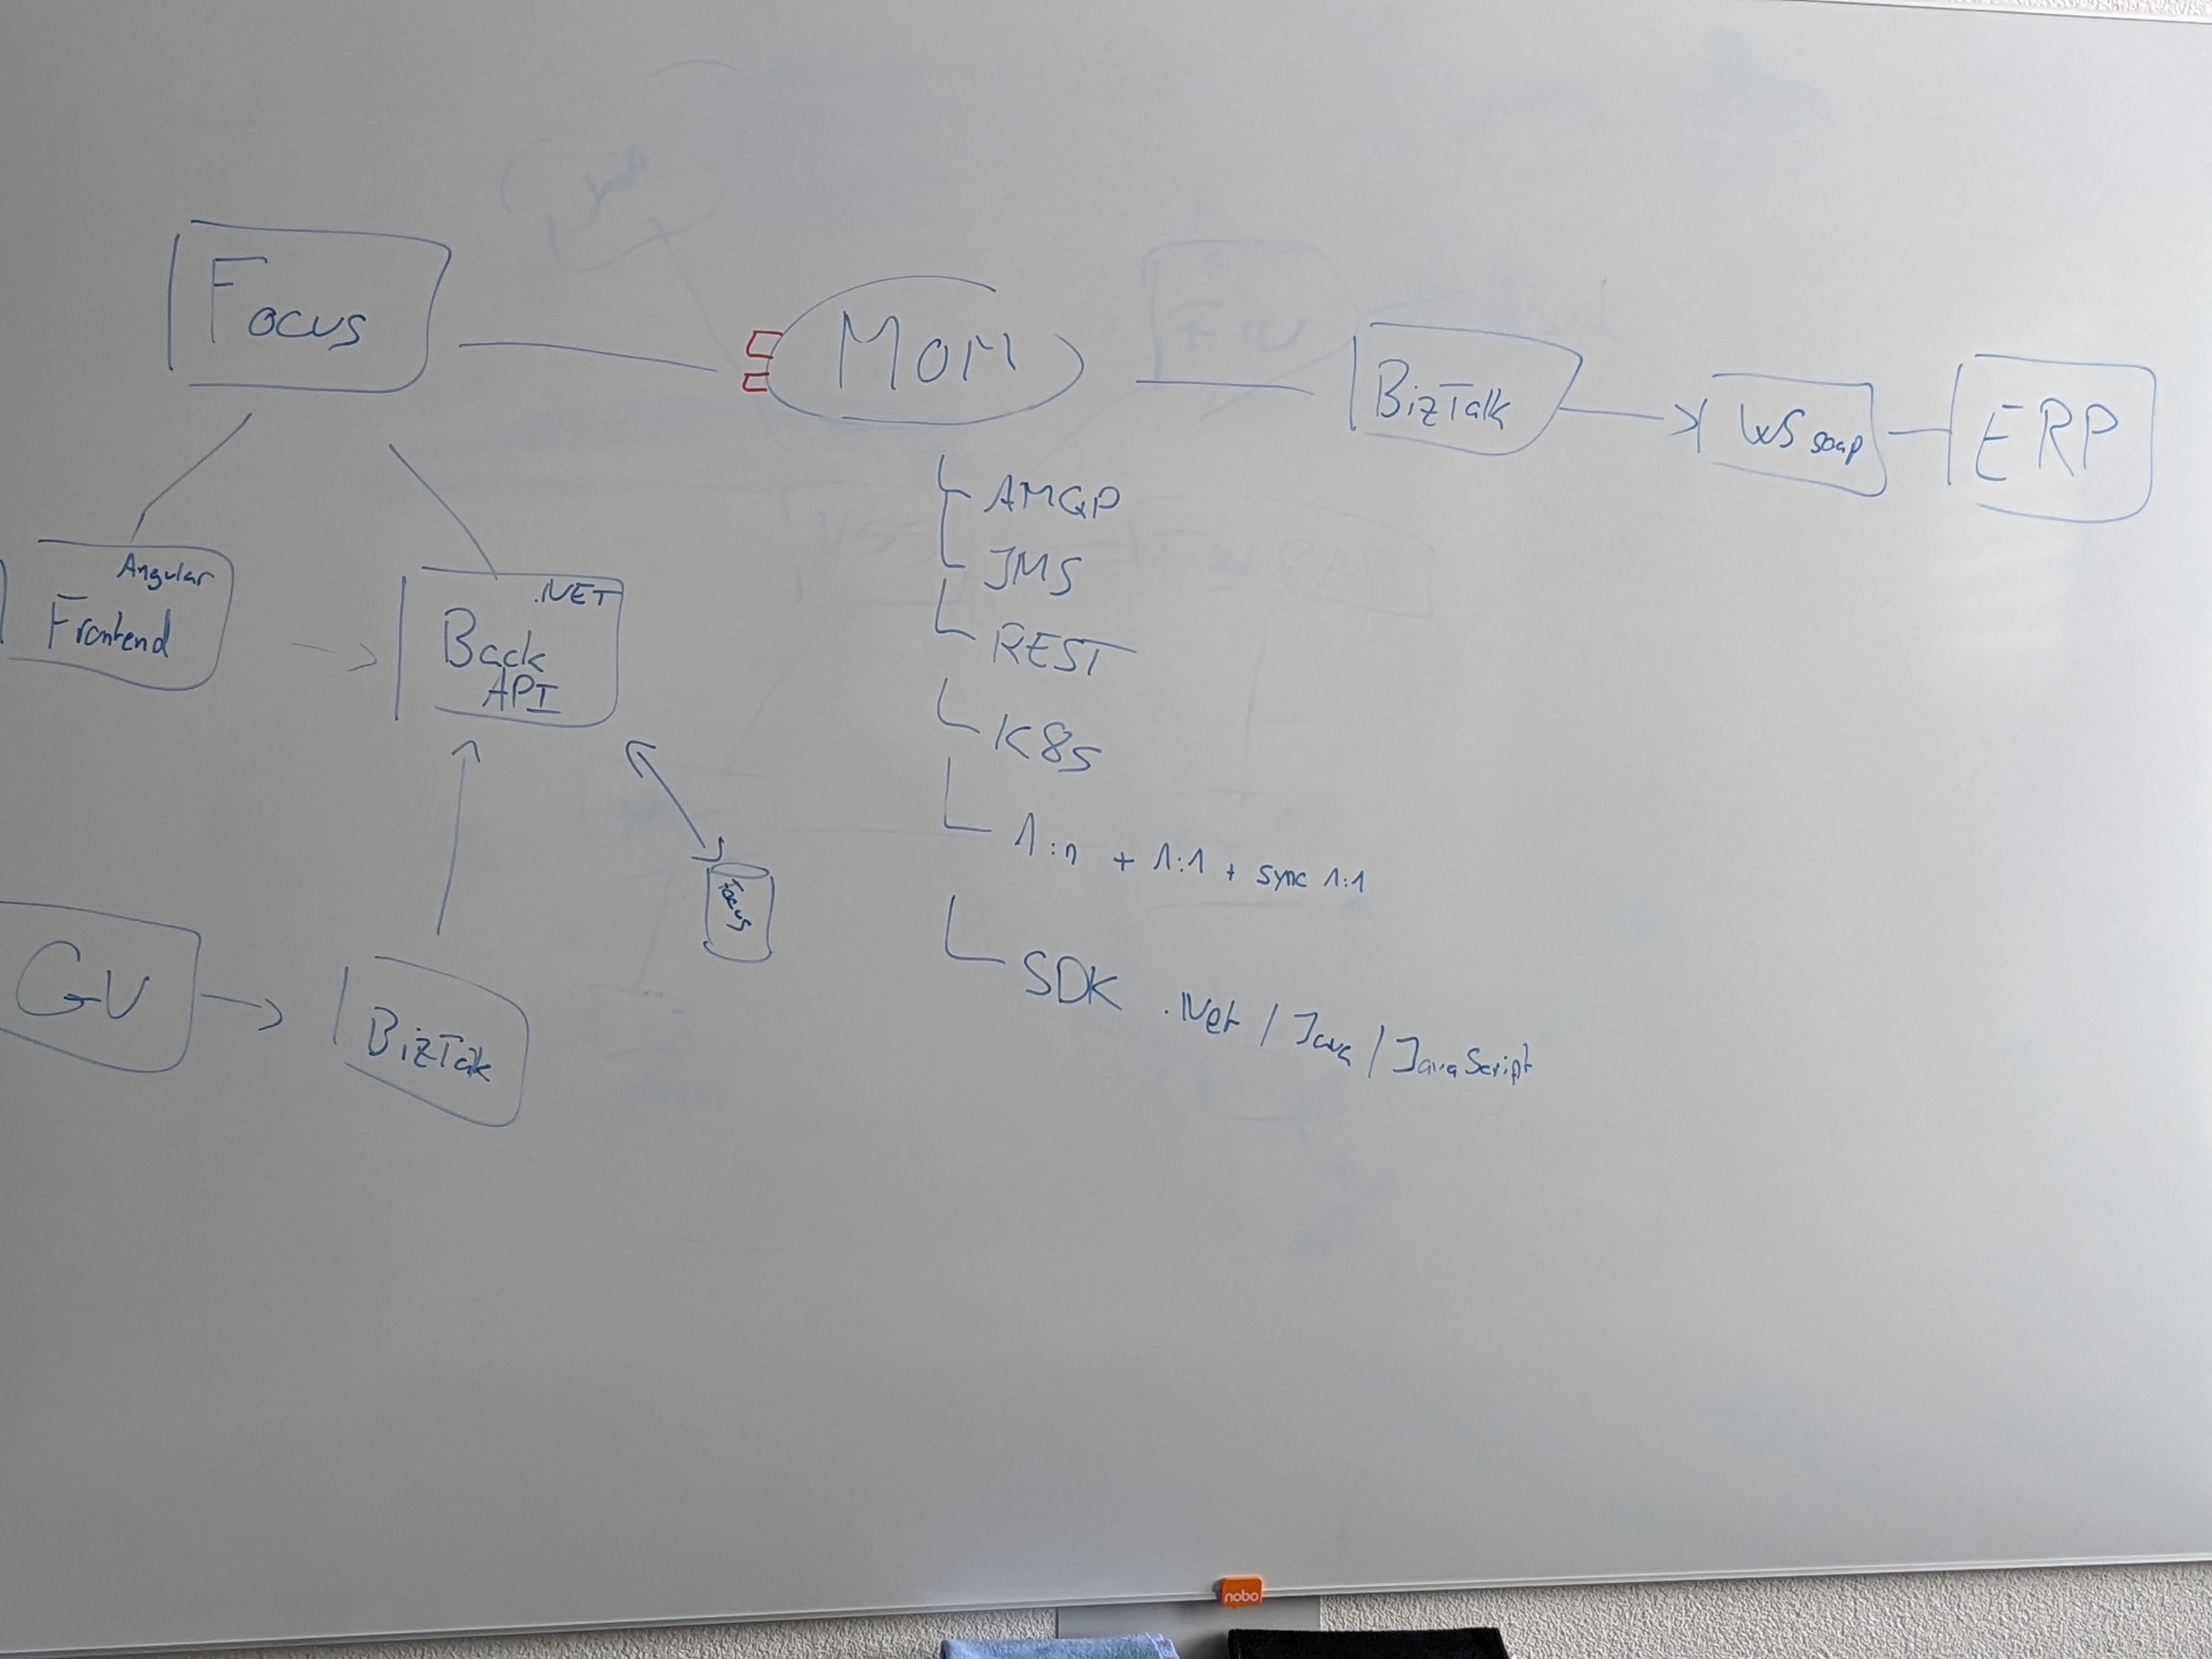 Focus
MOM
BizTalk
WS soap
ERP
AMQP
JMS
REST
K8s
1:n + 1:1 + sync 1:1
SDK .Net / Java / JavaScript
Angular
Frontend
.NET
Back
API
Focus
GV
BizTalk
nobo